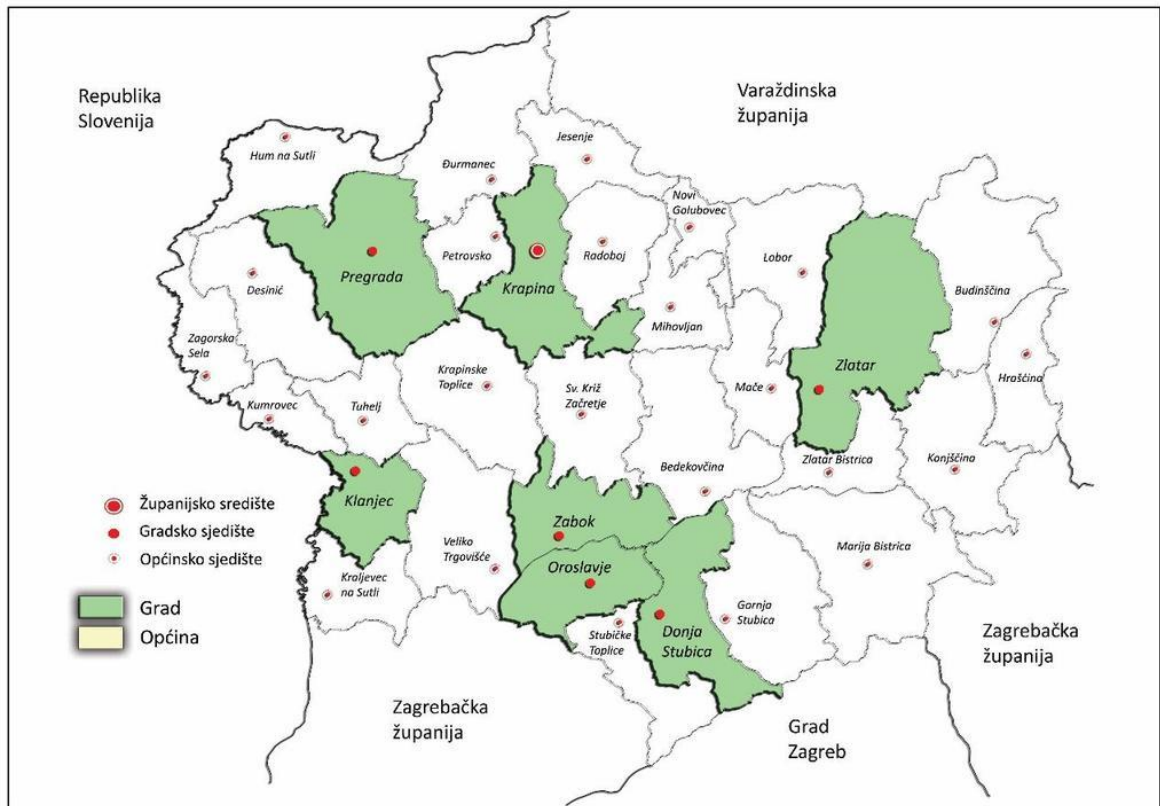 Republika
Slovenija
Varaždinska
županija
Jesenje
Hum na Sutli
Đurmanec
Novi
Golubovec
Petrovsko
Radoboj
Lobor
Pregrada
Krapina
Desinić
Budinščina
Mihovljan
Zagorska
Sela
Krapinske
Toplice
Zlatar
Hrašćina
Mače
Sv. Križ
Začretje
Kumrovec
Tuhelj
Bedekovčina
Zlatar Bistrica
Konjščina
Klanjec
Županijsko središte
Gradsko sjedište
Općinsko sjedište
Zabok
Veliko
Trgovišće
Marija Bistrica
Oroslavje
Kraljevec
na Sutli
Grad
Općina
Gornja
Stubica
Donja
Stubica
Stubičke
Toplice
Zagrebačka
županija
Zagrebačka
županija
Grad
Zagreb